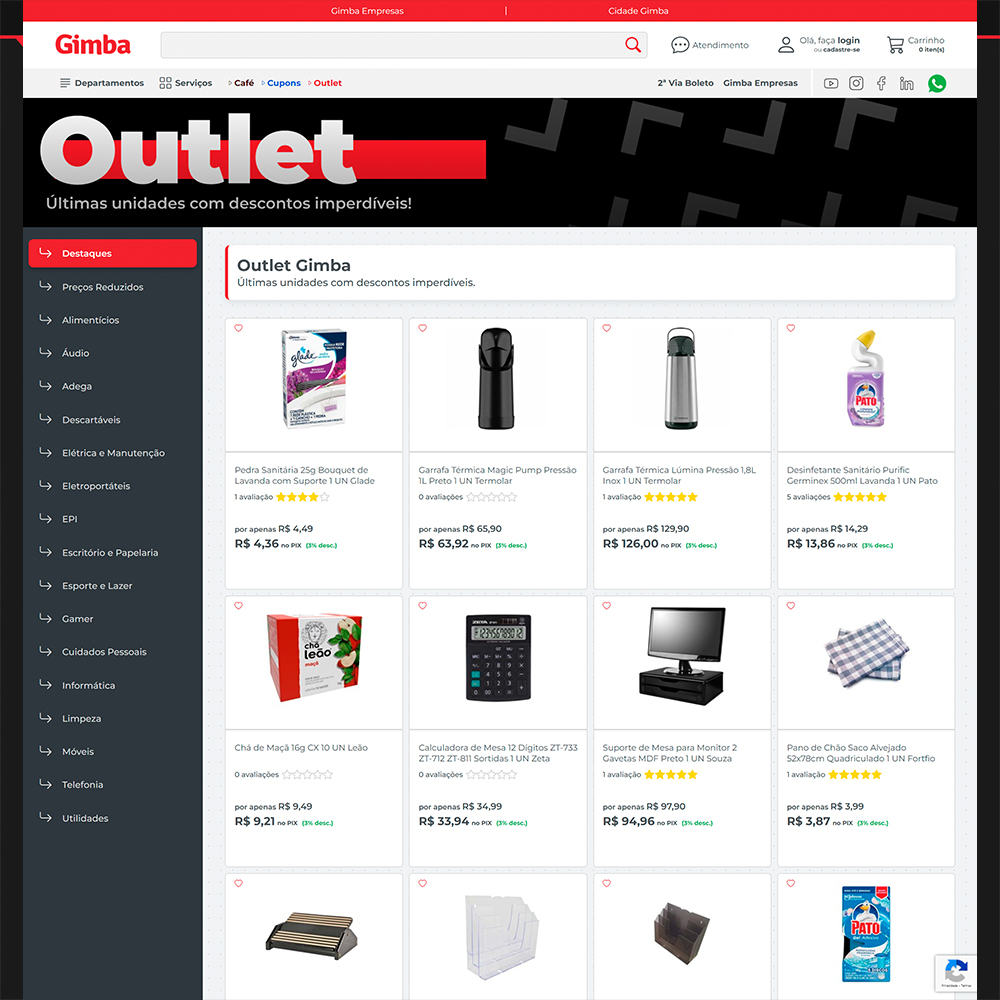 Gimba Empresas | Cidade Gimba
Gimba
Atendimento
Olá, faça login
ou cadastre-se
Carrinho
0 iten(s)
Departamentos Serviços Café Cupons Outlet
2ª Via Boleto Gimba Empresas
Outlet
Últimas unidades com descontos imperdíveis!
Destaques
Preços Reduzidos
Alimentícios
Áudio
Adega
Descartáveis
Elétrica e Manutenção
Eletroportáteis
EPI
Escritório e Papelaria
Esporte e Lazer
Gamer
Cuidados Pessoais
Informática
Limpeza
Móveis
Telefonia
Utilidades
Outlet Gimba
Últimas unidades com descontos imperdíveis.
glade
Pedra Sanitária 25g Bouquet de
Lavanda com Suporte 1 UN Glade
1 avaliação
por apenas R$ 4,49
R$ 4,36 no PIX (3% desc.)
Garrafa Térmica Magic Pump Pressão
1L Preto 1 UN Termolar
0 avaliações
por apenas R$ 65,90
R$ 63,92 no PIX (3% desc.)
Garrafa Térmica Lúmina Pressão 1,8L
Inox 1 UN Termolar
1 avaliação
por apenas R$ 129,90
R$ 126,00 no PIX (3% desc.)
PATO
Desinfetante Sanitário Purific
Germinex 500ml Lavanda 1 UN Pato
5 avaliações
por apenas R$ 14,29
R$ 13,86 no PIX (3% desc.)
chá
leão
maçã
Chá de Maçã 16g CX 10 UN Leão
0 avaliações
por apenas R$ 9,49
R$ 9,21 no PIX (3% desc.)
ZETA
Calculadora de Mesa 12 Dígitos ZT-733
ZT-712 ZT-811 Sortidas 1 UN Zeta
0 avaliações
por apenas R$ 34,99
R$ 33,94 no PIX (3% desc.)
Suporte de Mesa para Monitor 2
Gavetas MDF Preto 1 UN Souza
1 avaliação
por apenas R$ 97,90
R$ 94,96 no PIX (3% desc.)
Pano de Chão Saco Alvejado
52x78cm Quadriculado 1 UN Fortfio
1 avaliação
por apenas R$ 3,99
R$ 3,87 no PIX (3% desc.)
PATO
Gel Adesivo
Privacidade - Termos